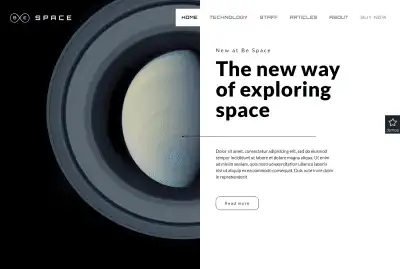 BE SPACE
HOME TECHNOLOGY STAFF ARTICLES ABOUT BUY NOW
New at Be Space
The new way
of exploring
space
Dolor sit amet, consectetur adipisicing elit, sed do eiusmod
tempor incididunt ut labore et dolore magna aliqua. Ut enim
ad minim veniam, quis nostrud exercitation ullamco laboris
nisi ut aliquip ex ea commodo consequat. Duis aute irure dolor
in reprehenderit
Read more